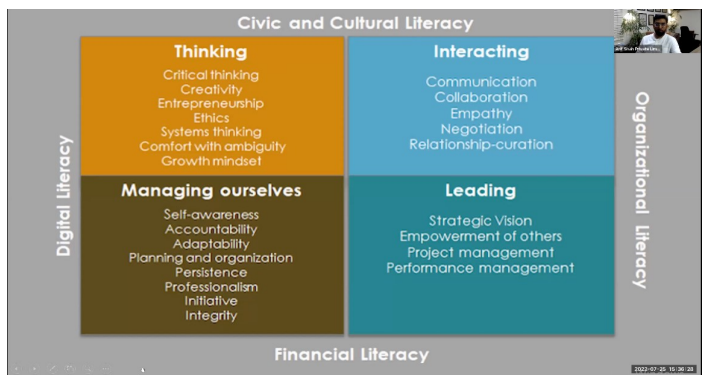 Civic and Cultural Literacy
Thinking
Critical thinking
Creativity
Entrepreneurship
Ethics
Systems thinking
Comfort with ambiguity
Growth mindset
Interacting
Communication
Collaboration
Empathy
Negotiation
Relationship-curation
Digital Literacy
Organizational Literacy
Managing ourselves
Self-awareness
Accountability
Adaptability
Planning and organization
Persistence
Professionalism
Initiative
Integrity
Leading
Strategic Vision
Empowerment of others
Project management
Performance management
Financial Literacy
2022-07-25 15:36:28